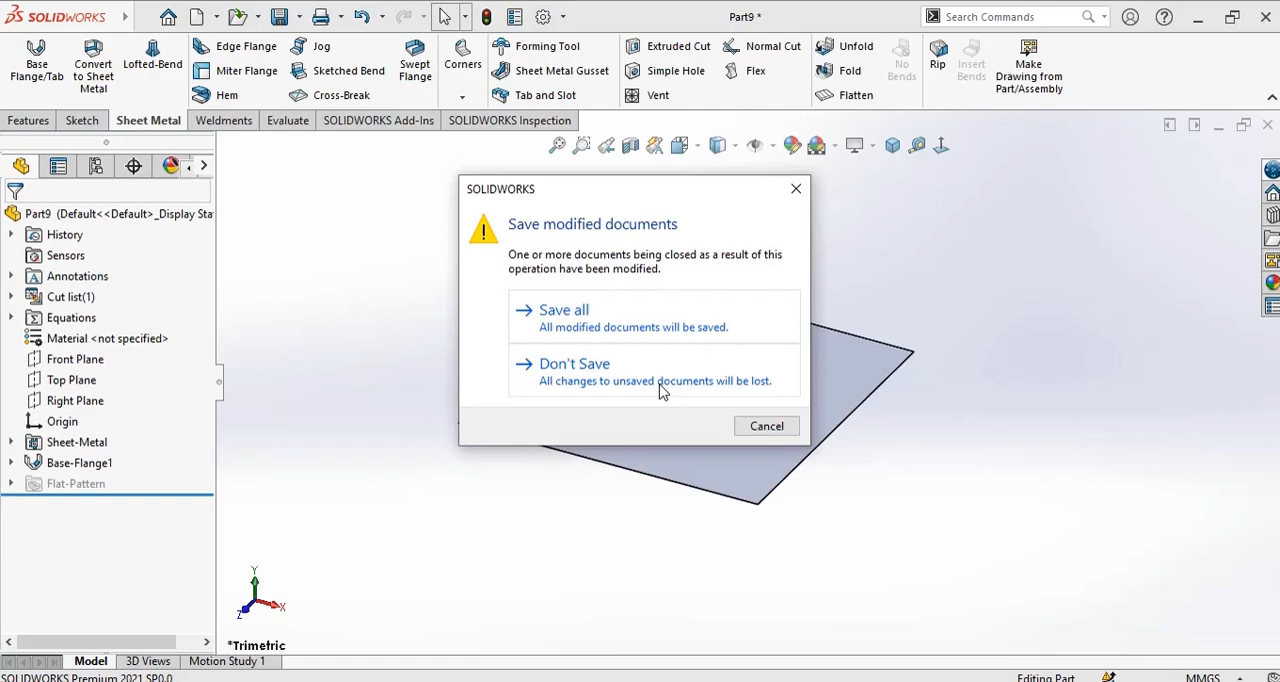 SOLIDWORKS
Part9 *
Search Commands
Base Flange/Tab
Convert to Sheet Metal
Lofted-Bend
Edge Flange
Miter Flange
Hem
Jog
Sketched Bend
Cross-Break
Swept Flange
Corners
Forming Tool
Sheet Metal Gusset
Tab and Slot
Extruded Cut
Simple Hole
Vent
Normal Cut
Flex
Unfold
Fold
Flatten
No Bends
Rip
Insert Bends
Make Drawing from Part/Assembly
Features
Sketch
Sheet Metal
Weldments
Evaluate
SOLIDWORKS Add-Ins
SOLIDWORKS Inspection
Part9 (Default<<Default>_Display Sta
History
Sensors
Annotations
Cut list(1)
Equations
Material <not specified>
Front Plane
Top Plane
Right Plane
Origin
Sheet-Metal
Base-Flange1
Flat-Pattern
SOLIDWORKS
Save modified documents
One or more documents being closed as a result of this
operation have been modified.
Save all
All modified documents will be saved.
Don't Save
All changes to unsaved documents will be lost.
Cancel
Y
X
Z
*Trimetric
Model
3D Views
Motion Study 1
SOLIDWORKS Premium 2021 SP0.0
Editing Part
MMGS